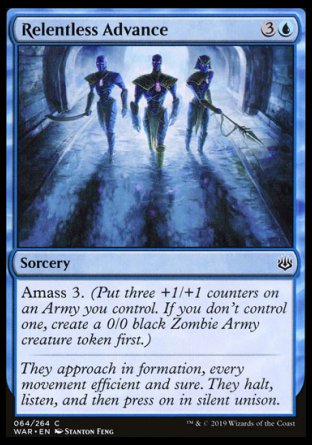 Relentless Advance 3
Sorcery
Amass 3. (Put three +1/+1 counters on
an Army you control. If you don't control
one, create a 0/0 black Zombie Army
creature token first.)
They approach in formation, every
movement efficient and sure. They halt,
listen, and then press on in silent unison.
064/264 C
WAR • EN Stanton Feng ™ & © 2019 Wizards of the Coast